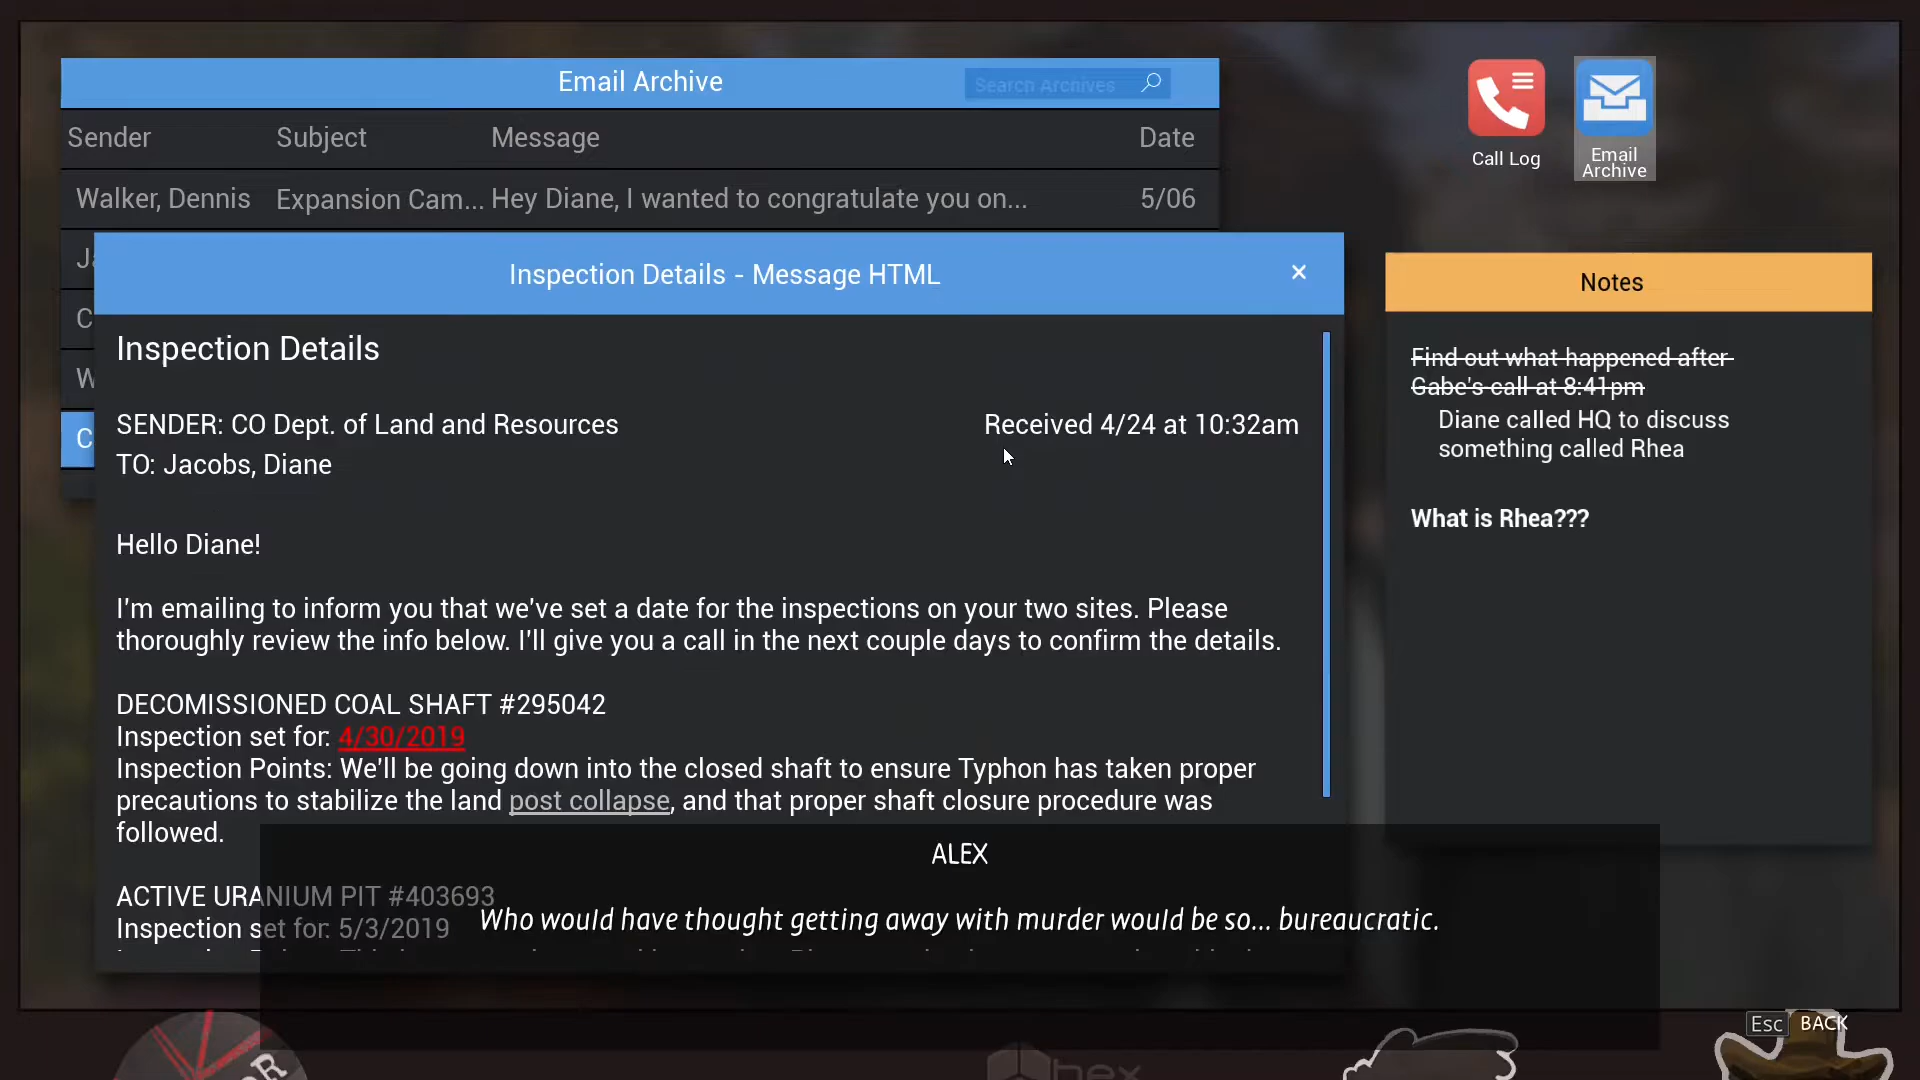 Email Archive
Search Archives
Sender Subject Message Date
Walker, Dennis Expansion Cam... Hey Diane, I wanted to congratulate you on... 5/06
Ja
C
W
C
Inspection Details - Message HTML
Inspection Details
SENDER: CO Dept. of Land and Resources Received 4/24 at 10:32am
TO: Jacobs, Diane
Hello Diane!
I'm emailing to inform you that we've set a date for the inspections on your two sites. Please
thoroughly review the info below. I'll give you a call in the next couple days to confirm the details.
DECOMISSIONED COAL SHAFT #295042
Inspection set for: 4/30/2019
Inspection Points: We'll be going down into the closed shaft to ensure Typhon has taken proper
precautions to stabilize the land post collapse, and that proper shaft closure procedure was
followed.
ACTIVE URANIUM PIT #403693
Inspection set for: 5/3/2019
Call Log
Email
Archive
Notes
Find out what happened after
Gabe's call at 8:41pm
Diane called HQ to discuss
something called Rhea
What is Rhea???
ALEX
Who would have thought getting away with murder would be so... bureaucratic.
Esc BACK
OR
hex